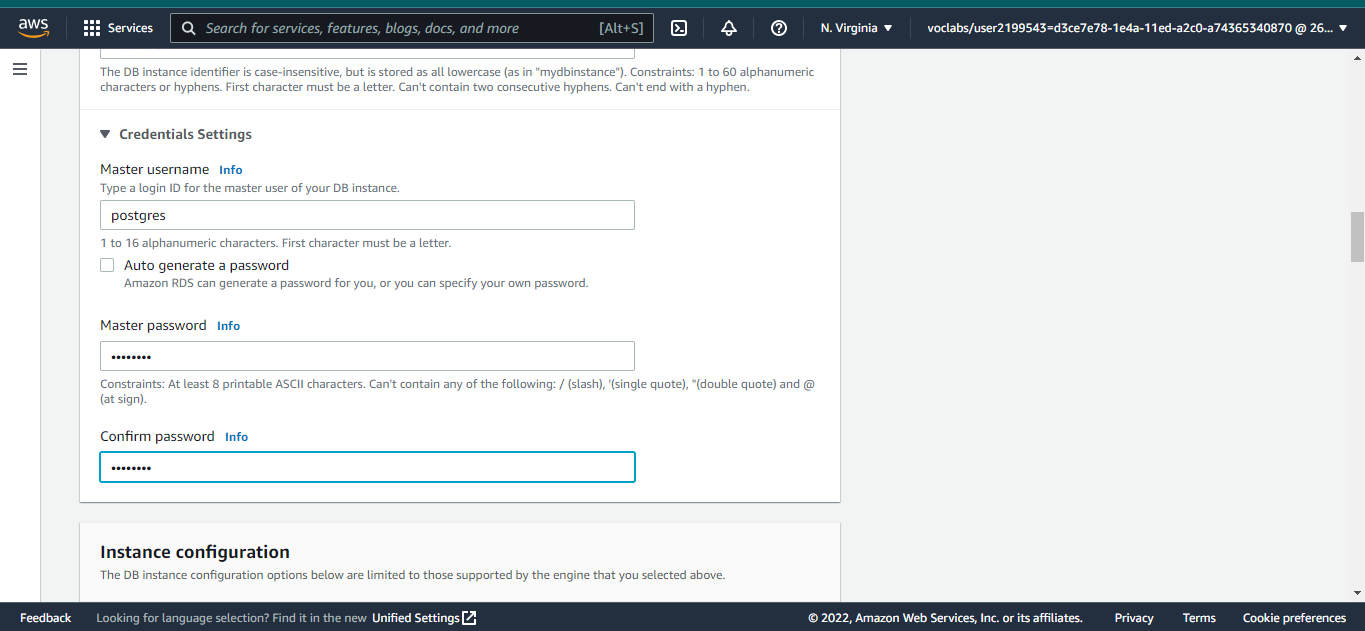 aws
Services
Search for services, features, blogs, docs, and more
[Alt+S]
N. Virginia
voclabs/user2199543=d3ce7e78-1e4a-11ed-a2c0-a74365340870 @ 26...
The DB instance identifier is case-insensitive, but is stored as all lowercase (as in "mydbinstance"). Constraints: 1 to 60 alphanumeric
characters or hyphens. First character must be a letter. Can't contain two consecutive hyphens. Can't end with a hyphen.
Credentials Settings
Master username Info
Type a login ID for the master user of your DB instance.
postgres
1 to 16 alphanumeric characters. First character must be a letter.
Auto generate a password
Amazon RDS can generate a password for you, or you can specify your own password.
Master password Info
••••••••
Constraints: At least 8 printable ASCII characters. Can't contain any of the following: / (slash), '(single quote), "(double quote) and @
(at sign).
Confirm password Info
••••••••
Instance configuration
The DB instance configuration options below are limited to those supported by the engine that you selected above.
Feedback
Looking for language selection? Find it in the new Unified Settings
© 2022, Amazon Web Services, Inc. or its affiliates.
Privacy
Terms
Cookie preferences